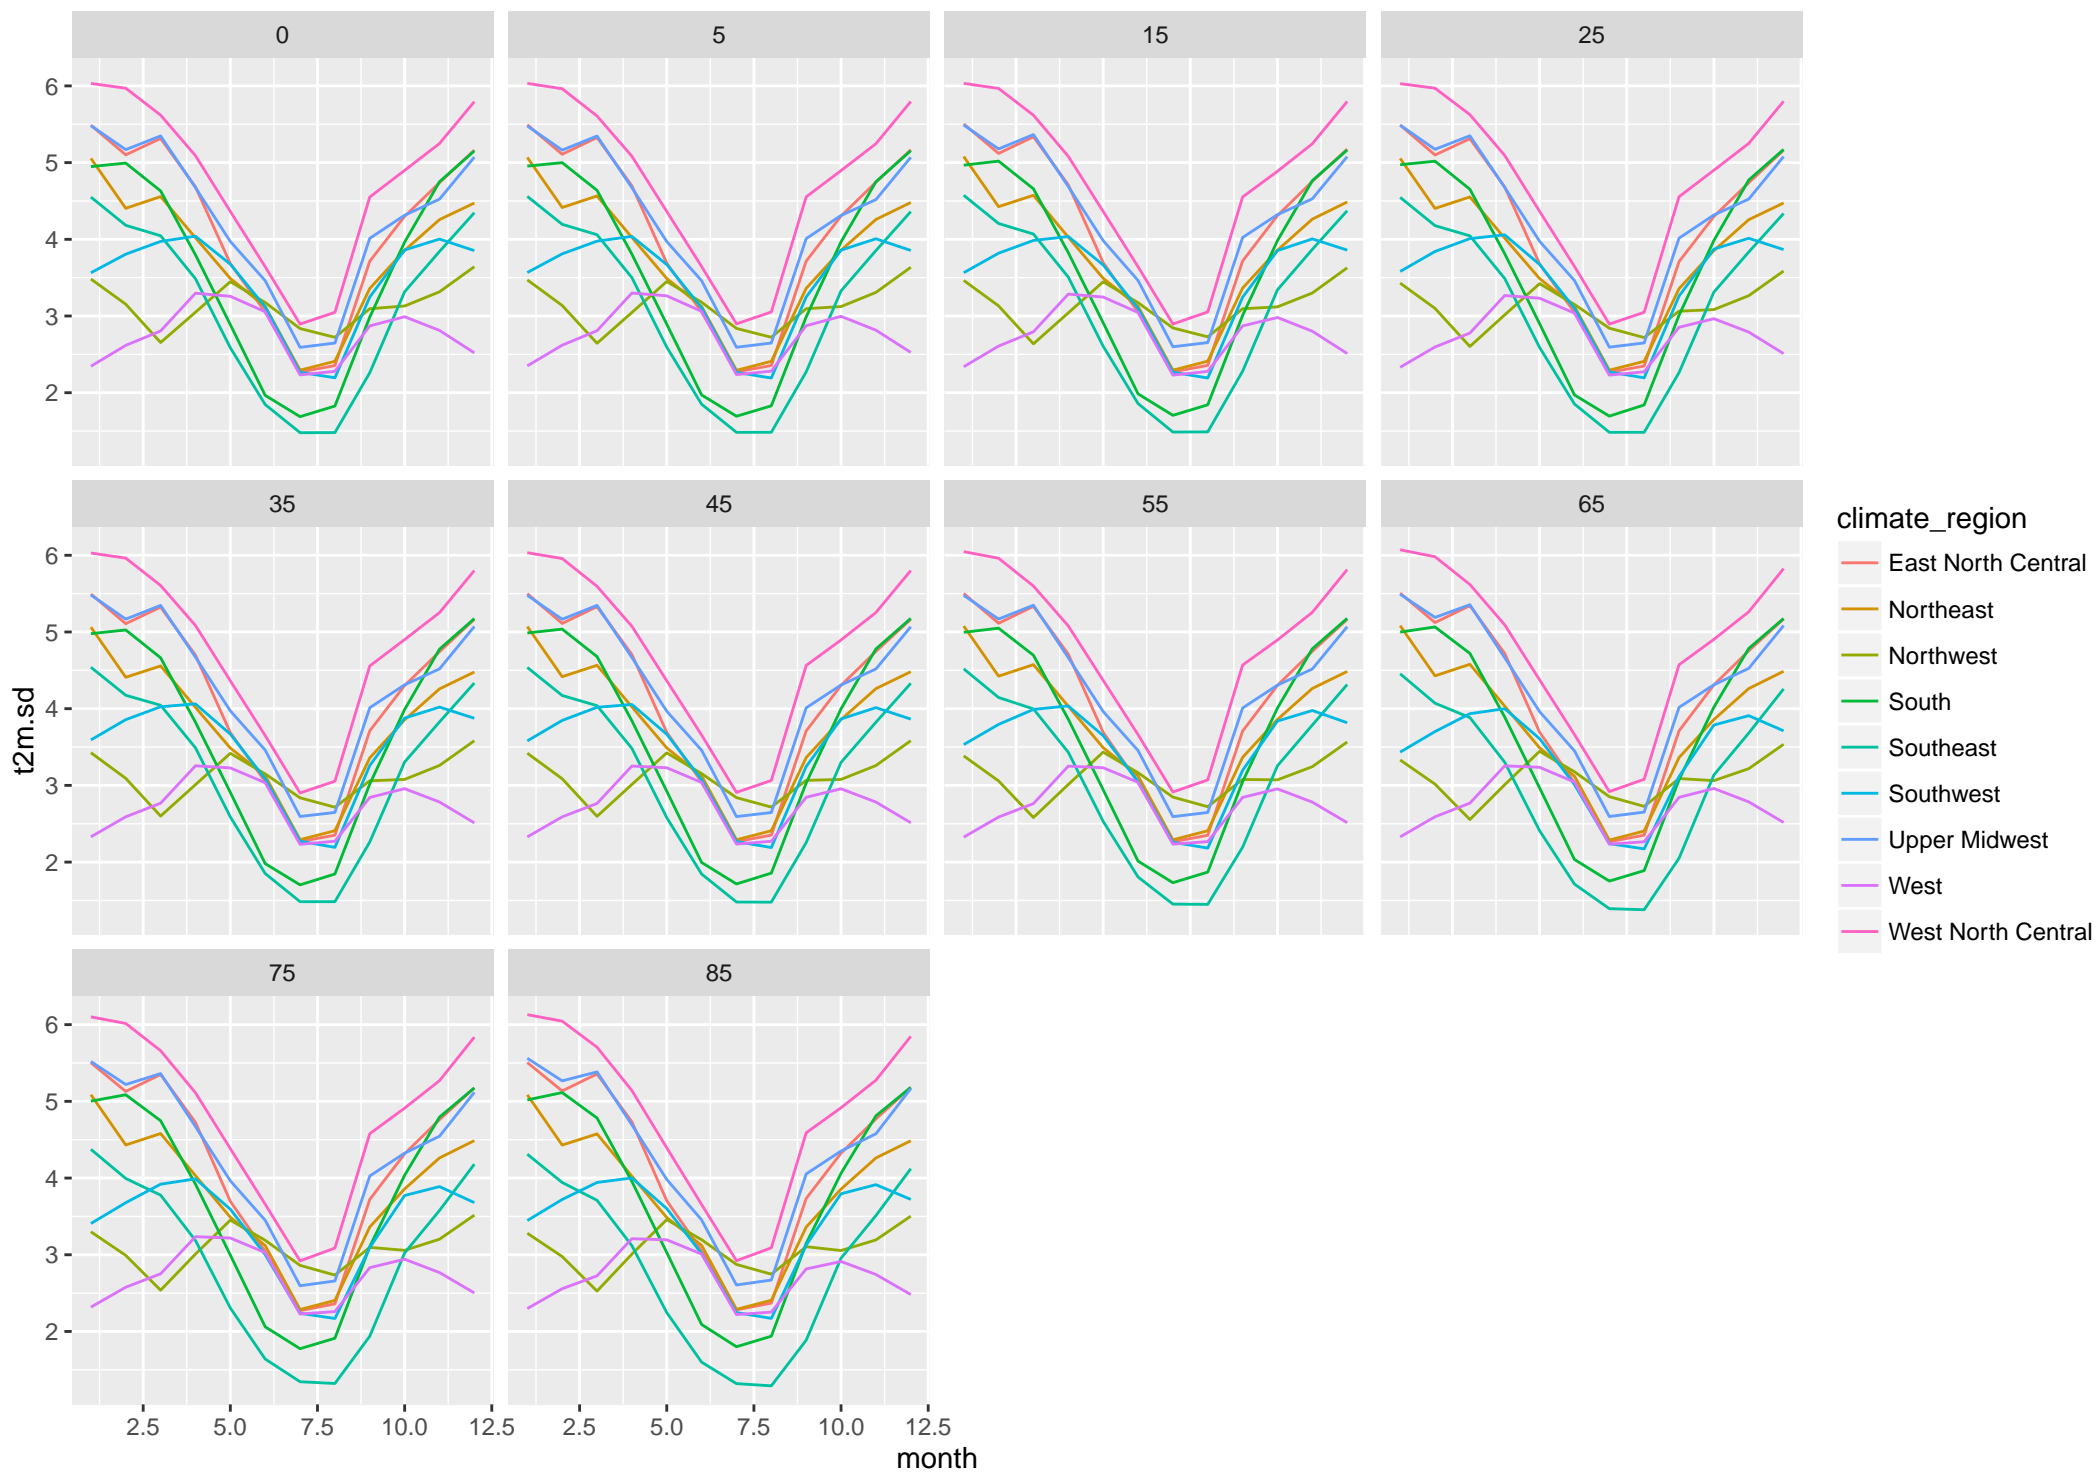 0 5 15 25
6
5
4
3
2
35 45 55 65
6
5
4
3
2
t2m.sd
75 85
6
5
4
3
2
2.5 5.0 7.5 10.0 12.5 2.5 5.0 7.5 10.0 12.5
month
climate_region
East North Central
Northeast
Northwest
South
Southeast
Southwest
Upper Midwest
West
West North Central